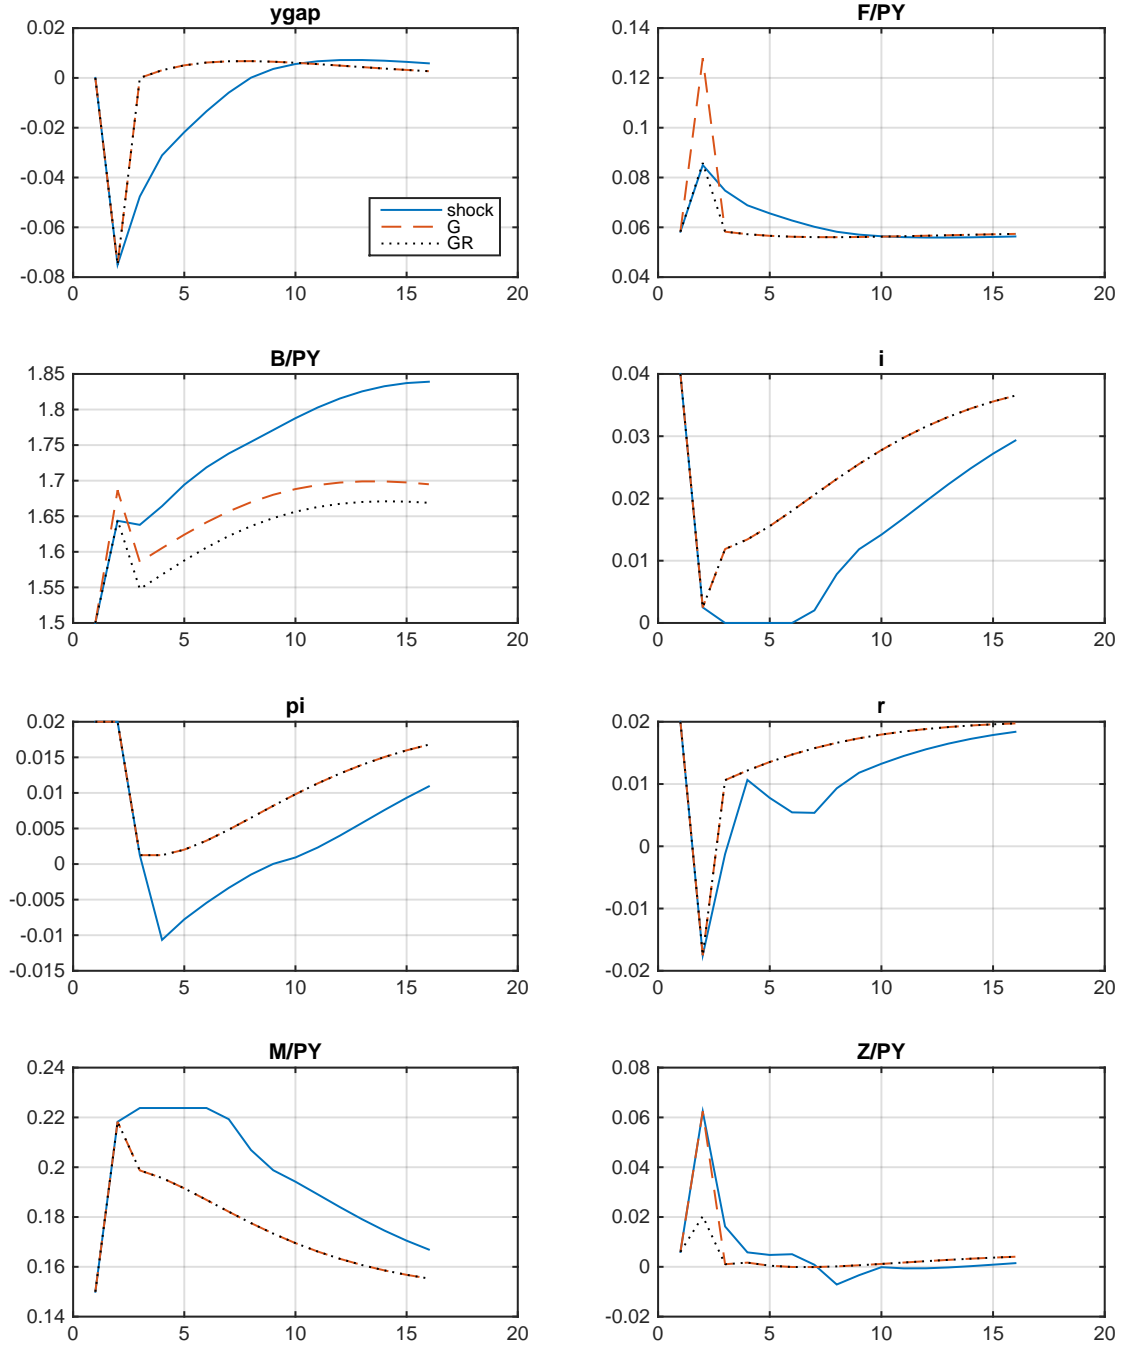 ygap
0.02
0
-0.02
-0.04
-0.06
-0.08
shock
G
GR
0 5 10 15 20
F/PY
0.14
0.12
0.1
0.08
0.06
0.04
0 5 10 15 20
B/PY
1.85
1.8
1.75
1.7
1.65
1.6
1.55
1.5
0 5 10 15 20
i
0.04
0.03
0.02
0.01
0
0 5 10 15 20
pi
0.02
0.015
0.01
0.005
0
-0.005
-0.01
-0.015
0 5 10 15 20
r
0.02
0.01
0
-0.01
-0.02
0 5 10 15 20
M/PY
0.24
0.22
0.2
0.18
0.16
0.14
0 5 10 15 20
Z/PY
0.08
0.06
0.04
0.02
0
-0.02
0 5 10 15 20